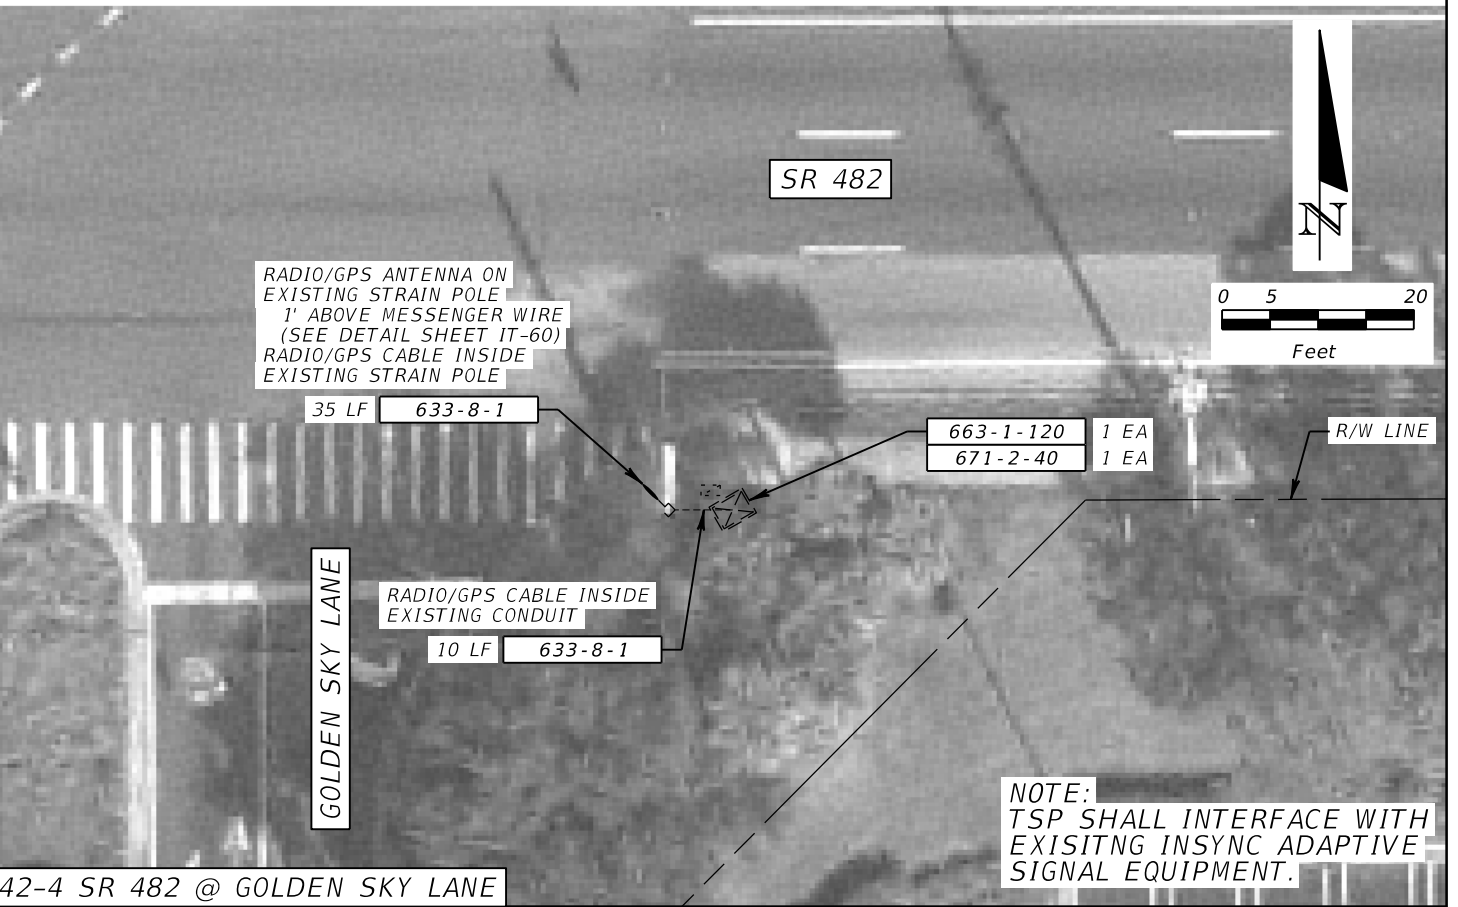 SR 482
N
0 5 20
Feet
RADIO/GPS ANTENNA ON
EXISTING STRAIN POLE
1' ABOVE MESSENGER WIRE
(SEE DETAIL SHEET IT-60)
RADIO/GPS CABLE INSIDE
EXISTING STRAIN POLE
35 LF 633-8-1
663-1-120 1 EA
671-2-40 1 EA
R/W LINE
RADIO/GPS CABLE INSIDE
EXISTING CONDUIT
10 LF 633-8-1
GOLDEN SKY LANE
NOTE:
TSP SHALL INTERFACE WITH
EXISITNG INSYNC ADAPTIVE
SIGNAL EQUIPMENT.
42-4 SR 482 @ GOLDEN SKY LANE